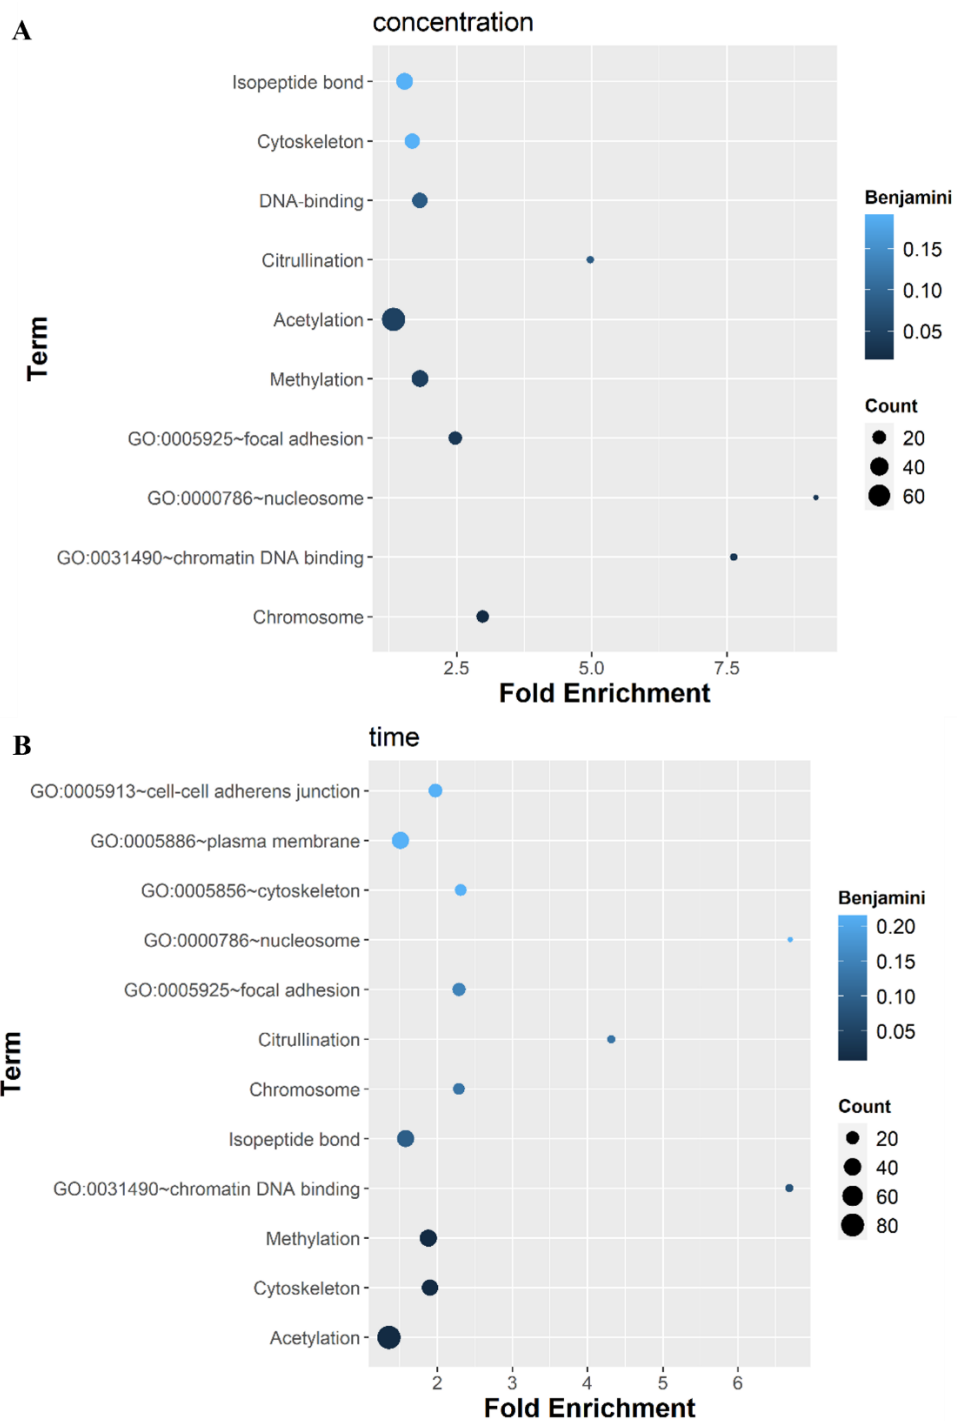 A
concentration
Isopeptide bond
Cytoskeleton
DNA-binding
Citrullination
Acetylation
Methylation
GO:0005925~focal adhesion
GO:0000786~nucleosome
GO:0031490~chromatin DNA binding
Chromosome
Term
2.5 5.0 7.5
Fold Enrichment
Benjamini
0.15
0.10
0.05
Count
20
40
60
B
time
GO:0005913~cell-cell adherens junction
GO:0005886~plasma membrane
GO:0005856~cytoskeleton
GO:0000786~nucleosome
GO:0005925~focal adhesion
Citrullination
Chromosome
Isopeptide bond
GO:0031490~chromatin DNA binding
Methylation
Cytoskeleton
Acetylation
Term
2 3 4 5 6
Fold Enrichment
Benjamini
0.20
0.15
0.10
0.05
Count
20
40
60
80